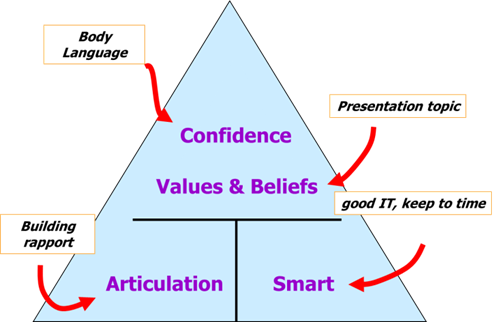 Body
Language
Confidence
Presentation topic
Values & Beliefs
good IT, keep to time
Building
rapport
Articulation
Smart